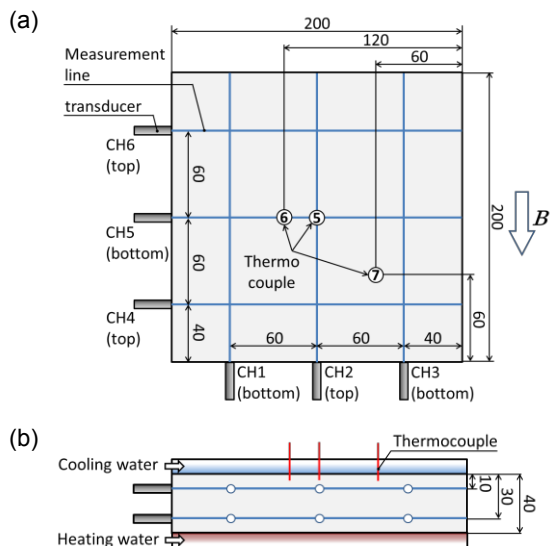 (a)
200
120
60
Measurement
line
transducer
CH6
(top)
60
200
B
CH5
(bottom)
6
5
Thermo
couple
7
60
60
CH4
(top)
40
60
60
40
CH1
(bottom)
CH2
(top)
CH3
(bottom)
(b)
Thermocouple
Cooling water
10
30
40
Heating water